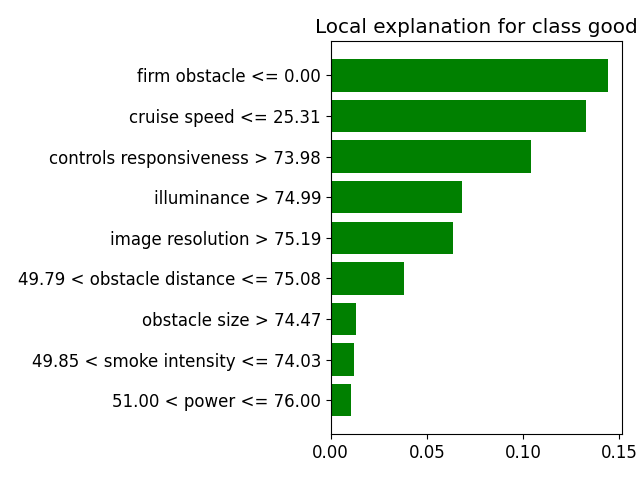 Local explanation for class good
firm obstacle <= 0.00
cruise speed <= 25.31
controls responsiveness > 73.98
illuminance > 74.99
image resolution > 75.19
49.79 < obstacle distance <= 75.08
obstacle size > 74.47
49.85 < smoke intensity <= 74.03
51.00 < power <= 76.00
0.00 0.05 0.10 0.15